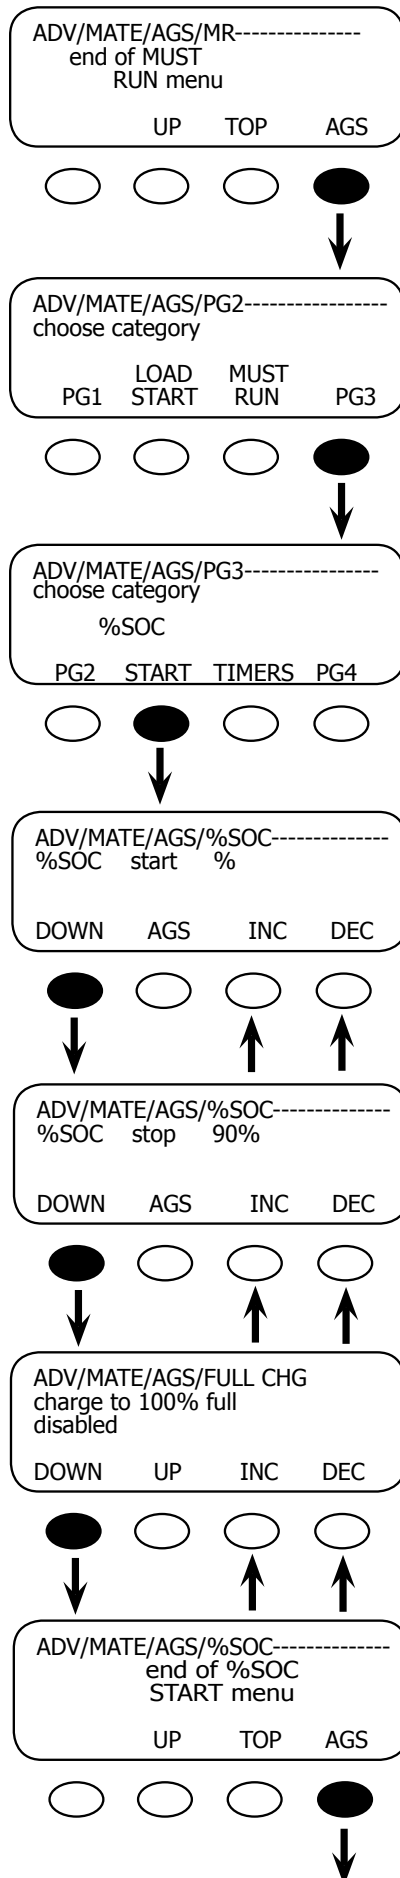 ADV/MATE/AGS/MR---------------
end of MUST
RUN menu
UP TOP AGS
ADV/MATE/AGS/PG2-----------------
choose category
LOAD MUST
PG1 START RUN PG3
ADV/MATE/AGS/PG3----------------
choose category
%SOC
PG2 START TIMERS PG4
ADV/MATE/AGS/%SOC--------------
%SOC start %
DOWN AGS INC DEC
ADV/MATE/AGS/%SOC--------------
%SOC stop 90%
DOWN AGS INC DEC
ADV/MATE/AGS/FULL CHG
charge to 100% full
disabled
DOWN UP INC DEC
ADV/MATE/AGS/%SOC--------------
end of %SOC
START menu
UP TOP AGS